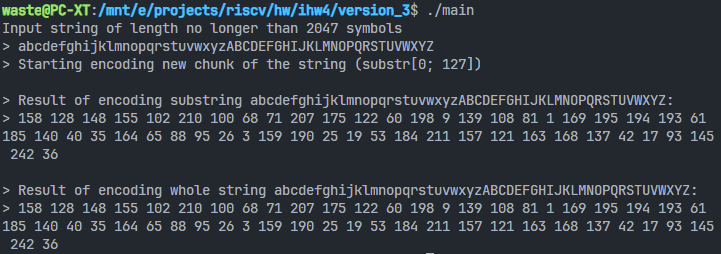 waste@PC-XT:/mnt/e/projects/riscv/hw/ihw4/version_3$ ./main
Input string of length no longer than 2047 symbols
> abcdefghijklmnopqrstuvwxyzABCDEFGHIJKLMNOPQRSTUVWXYZ
> Starting encoding new chunk of the string (substr[0; 127])

> Result of encoding substring abcdefghijklmnopqrstuvwxyzABCDEFGHIJKLMNOPQRSTUVWXYZ:
> 158 128 148 155 102 210 100 68 71 207 175 122 60 198 9 139 108 81 1 169 195 194 193 61
185 140 40 35 164 65 88 95 26 3 159 190 25 19 53 184 211 157 121 163 168 137 42 17 93 145
 242 36

> Result of encoding whole string abcdefghijklmnopqrstuvwxyzABCDEFGHIJKLMNOPQRSTUVWXYZ:
> 158 128 148 155 102 210 100 68 71 207 175 122 60 198 9 139 108 81 1 169 195 194 193 61
185 140 40 35 164 65 88 95 26 3 159 190 25 19 53 184 211 157 121 163 168 137 42 17 93 145
 242 36